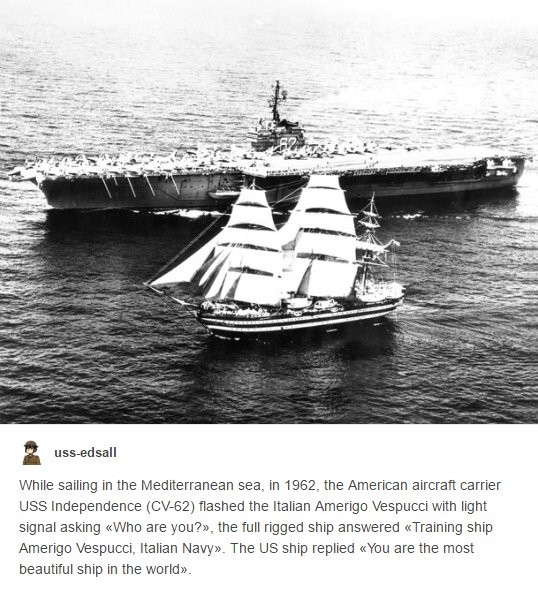 62
uss-edsall
While sailing in the Mediterranean sea, in 1962, the American aircraft carrier
USS Independence (CV-62) flashed the Italian Amerigo Vespucci with light
signal asking «Who are you?», the full rigged ship answered «Training ship
Amerigo Vespucci, Italian Navy». The US ship replied «You are the most
beautiful ship in the world».